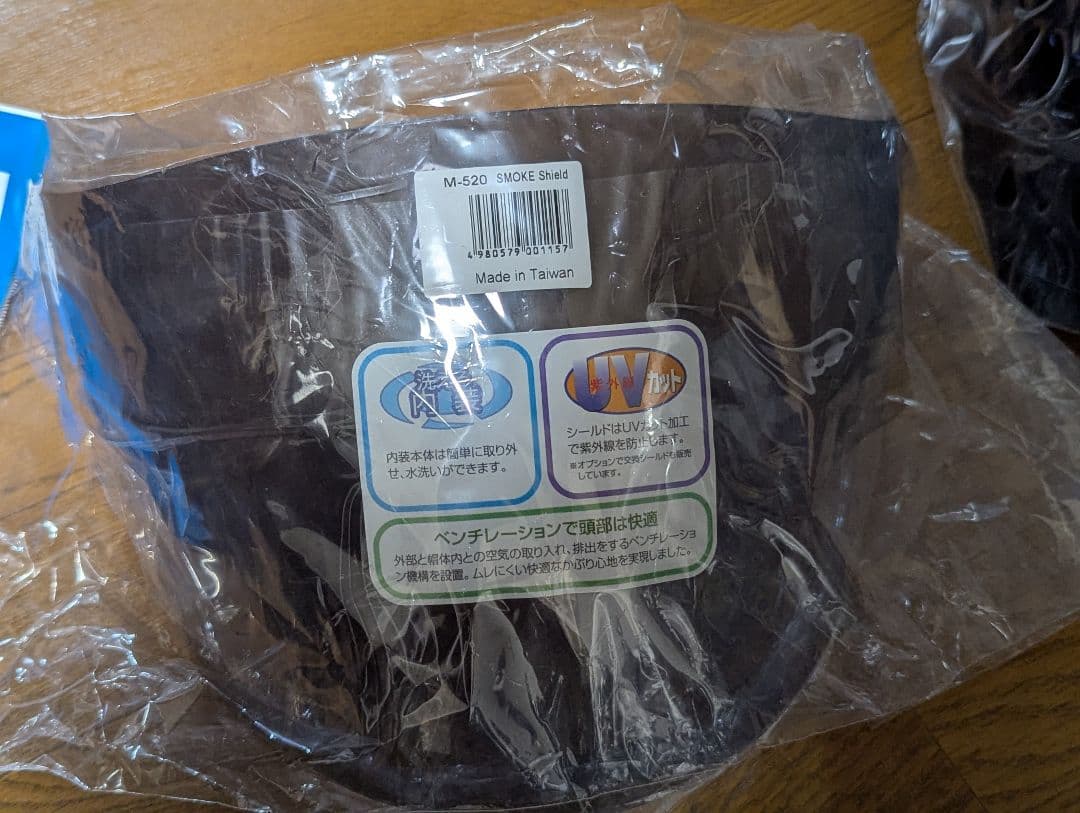 M-520 SMOKE Shield
4 980579 001157
Made in Taiwan
洗える
内装
UV
紫外線
カット
内装本体は簡単に取り外
せ、水洗いができます。
シールドはUVカット加工
で紫外線を防止します。
※オプションで交換シールドも販売
しています。
ベンチレーションで頭部は快適
外部と帽体内との空気の取り入れ、排出をするベンチレーショ
ン機構を設置。ムレにくい快適なかぶり心地を実現しました。